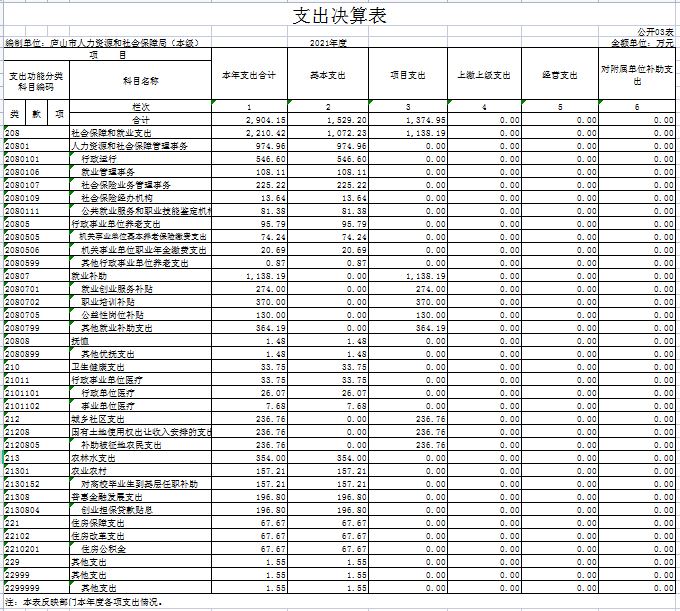 支出决算表
公开03表
编制单位：庐山市人力资源和社会保障局（本级） 2021年度 金额单位：万元
项 目 本年支出合计 基本支出 项目支出 上缴上级支出 经营支出 对附属单位补助支出
支出功能分类科目编码 科目名称
类 款 项 栏次 1 2 3 4 5 6
合计 2,904.15 1,529.20 1,374.95 0.00 0.00 0.00
208 社会保障和就业支出 2,210.42 1,072.23 1,138.19 0.00 0.00 0.00
20801 人力资源和社会保障管理事务 974.96 974.96 0.00 0.00 0.00 0.00
2080101 行政运行 546.60 546.60 0.00 0.00 0.00 0.00
2080106 就业管理事务 108.11 108.11 0.00 0.00 0.00 0.00
2080107 社会保险业务管理事务 225.22 225.22 0.00 0.00 0.00 0.00
2080109 社会保险经办机构 13.64 13.64 0.00 0.00 0.00 0.00
2080111 公共就业服务和职业技能鉴定机 81.38 81.38 0.00 0.00 0.00 0.00
20805 行政事业单位养老支出 95.79 95.79 0.00 0.00 0.00 0.00
2080505 机关事业单位基本养老保险缴费支出 74.24 74.24 0.00 0.00 0.00 0.00
2080506 机关事业单位职业年金缴费支出 20.69 20.69 0.00 0.00 0.00 0.00
2080599 其他行政事业单位养老支出 0.87 0.87 0.00 0.00 0.00 0.00
20807 就业补助 1,138.19 0.00 1,138.19 0.00 0.00 0.00
2080701 就业创业服务补贴 274.00 0.00 274.00 0.00 0.00 0.00
2080702 职业培训补贴 370.00 0.00 370.00 0.00 0.00 0.00
2080705 公益性岗位补贴 130.00 0.00 130.00 0.00 0.00 0.00
2080799 其他就业补助支出 364.19 0.00 364.19 0.00 0.00 0.00
20808 抚恤 1.48 1.48 0.00 0.00 0.00 0.00
2080899 其他优抚支出 1.48 1.48 0.00 0.00 0.00 0.00
210 卫生健康支出 33.75 33.75 0.00 0.00 0.00 0.00
21011 行政事业单位医疗 33.75 33.75 0.00 0.00 0.00 0.00
2101101 行政单位医疗 26.07 26.07 0.00 0.00 0.00 0.00
2101102 事业单位医疗 7.68 7.68 0.00 0.00 0.00 0.00
212 城乡社区支出 236.76 0.00 236.76 0.00 0.00 0.00
21208 国有土地使用权出让收入安排的支出 236.76 0.00 236.76 0.00 0.00 0.00
2120805 补助被征地农民支出 236.76 0.00 236.76 0.00 0.00 0.00
213 农林水支出 354.00 354.00 0.00 0.00 0.00 0.00
21301 农业农村 157.21 157.21 0.00 0.00 0.00 0.00
2130152 对高校毕业生到基层任职补助 157.21 157.21 0.00 0.00 0.00 0.00
21308 普惠金融发展支出 196.80 196.80 0.00 0.00 0.00 0.00
2130804 创业担保贷款贴息 196.80 196.80 0.00 0.00 0.00 0.00
221 住房保障支出 67.67 67.67 0.00 0.00 0.00 0.00
22102 住房改革支出 67.67 67.67 0.00 0.00 0.00 0.00
2210201 住房公积金 67.67 67.67 0.00 0.00 0.00 0.00
229 其他支出 1.55 1.55 0.00 0.00 0.00 0.00
22999 其他支出 1.55 1.55 0.00 0.00 0.00 0.00
2299999 其他支出 1.55 1.55 0.00 0.00 0.00 0.00
注：本表反映部门本年度各项支出情况。